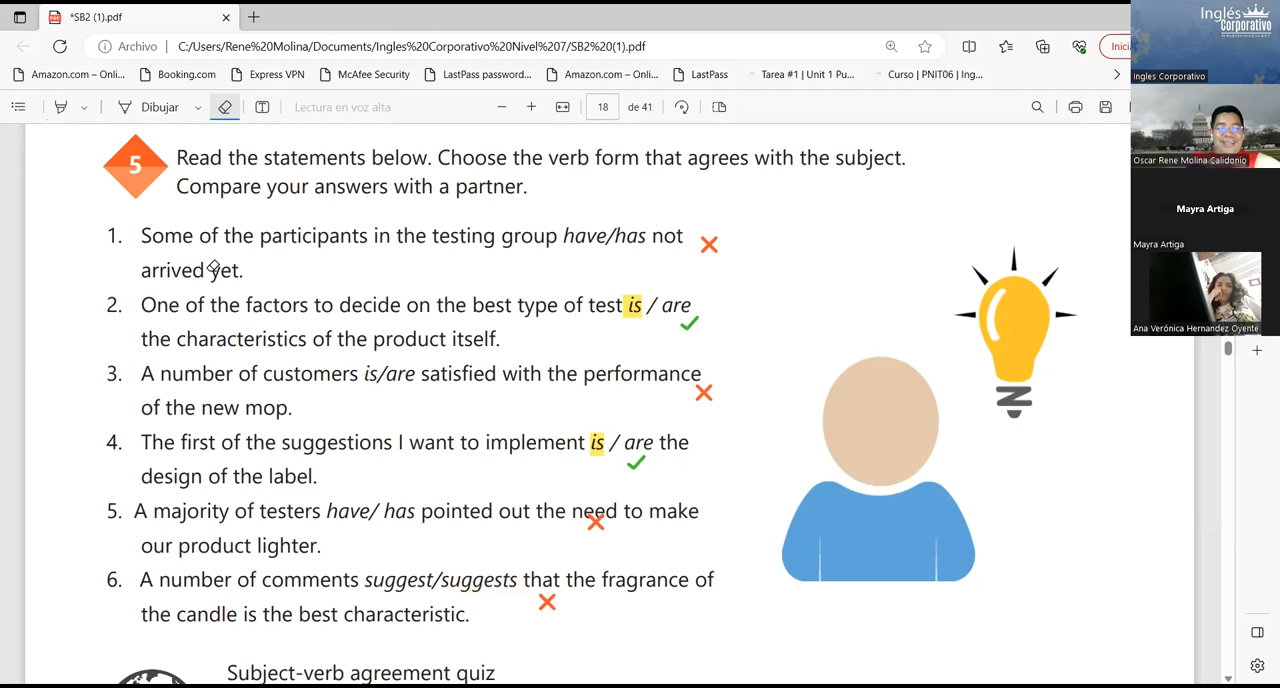 *SB2 (1).pdf
Archivo
C:/Users/Rene%20Molina/Documents/Ingles%20Corporativo%20Nivel%207/SB2%20(1).pdf
Inici
Amazon.com – Onli...
Booking.com
Express VPN
McAfee Security
LastPass password...
Amazon.com – Onli...
LastPass
Tarea #1 | Unit 1 Pu...
Curso | PNIT06 | Ing...
Dibujar
Lectura en voz alta
18
de 41
5
Read the statements below. Choose the verb form that agrees with the subject.
Compare your answers with a partner.
1. Some of the participants in the testing group have/has not
arrived yet.
2. One of the factors to decide on the best type of test is / are
the characteristics of the product itself.
3. A number of customers is/are satisfied with the performance
of the new mop.
4. The first of the suggestions I want to implement is / are the
design of the label.
5. A majority of testers have/ has pointed out the need to make
our product lighter.
6. A number of comments suggest/suggests that the fragrance of
the candle is the best characteristic.
Subject-verb agreement quiz
Inglés
Corporativo
Ingles Corporativo
Oscar Rene Molina Calidonio
Mayra Artiga
Mayra Artiga
Ana Verónica Hernandez Oyente